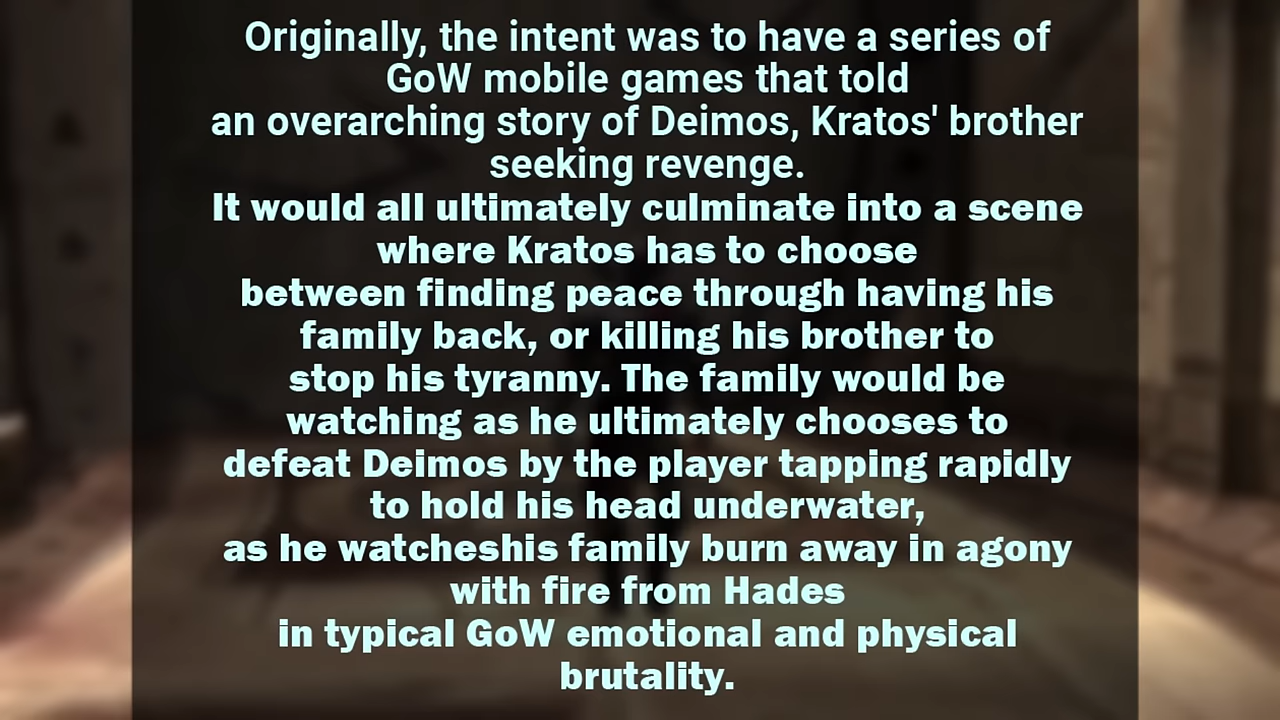 Originally, the intent was to have a series of
GoW mobile games that told
an overarching story of Deimos, Kratos' brother
seeking revenge.
It would all ultimately culminate into a scene
where Kratos has to choose
between finding peace through having his
family back, or killing his brother to
stop his tyranny. The family would be
watching as he ultimately chooses to
defeat Deimos by the player tapping rapidly
to hold his head underwater,
as he watcheshis family burn away in agony
with fire from Hades
in typical GoW emotional and physical
brutality.